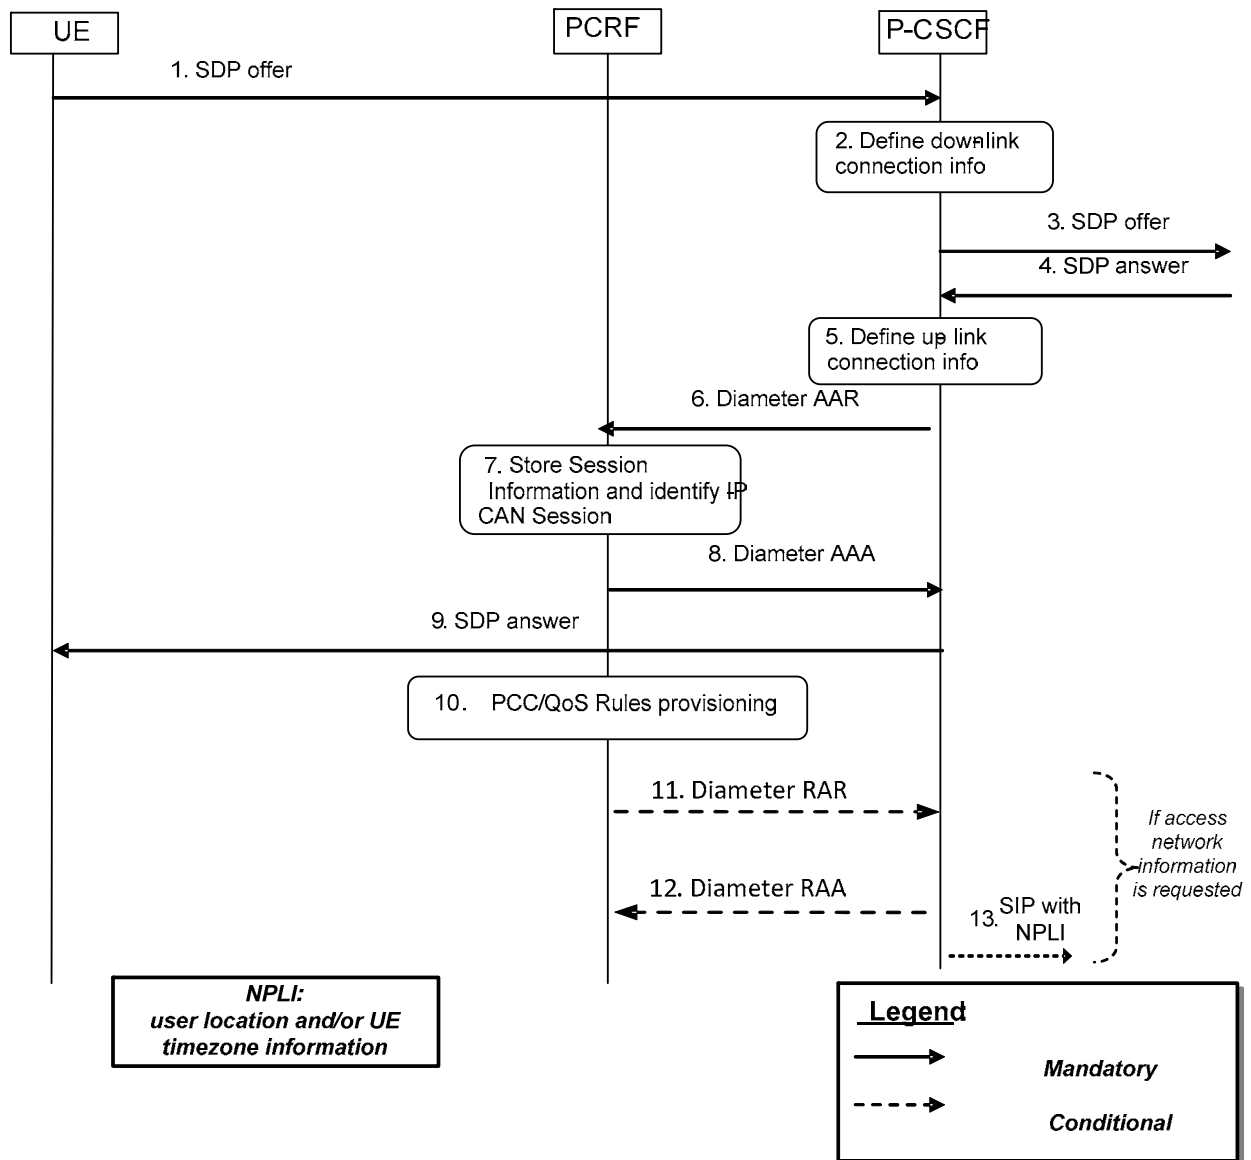 UE
PCRF
P-CSCF
1. SDP offer
2. Define downlink
connection info
3. SDP offer
4. SDP answer
5. Define up link
connection info
6. Diameter AAR
7. Store Session
Information and identify IP
CAN Session
8. Diameter AAA
9. SDP answer
10. PCC/QoS Rules provisioning
11. Diameter RAR
If access
network
information
is requested
12. Diameter RAA
13. SIP with
NPLI
NPLI:
user location and/or UE
timezone information
Legend
Mandatory
Conditional